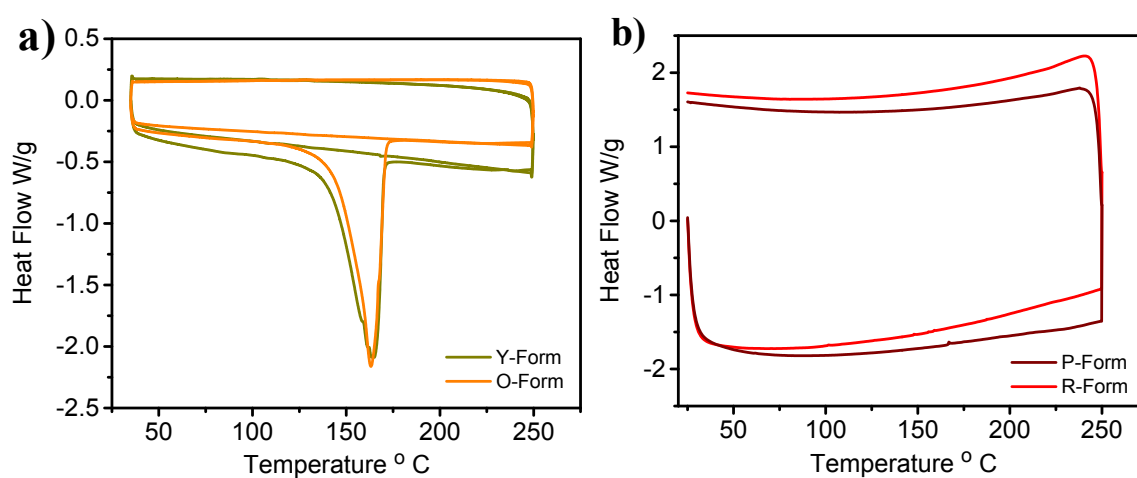 a)
0.5
0.0
-0.5
-1.0
-1.5
-2.0
-2.5
Heat Flow W/g
Y-Form
O-Form
50 100 150 200 250
Temperature ° C
b)
2
1
0
-1
-2
Heat Flow W/g
P-Form
R-Form
50 100 150 200 250
Temperature ° C